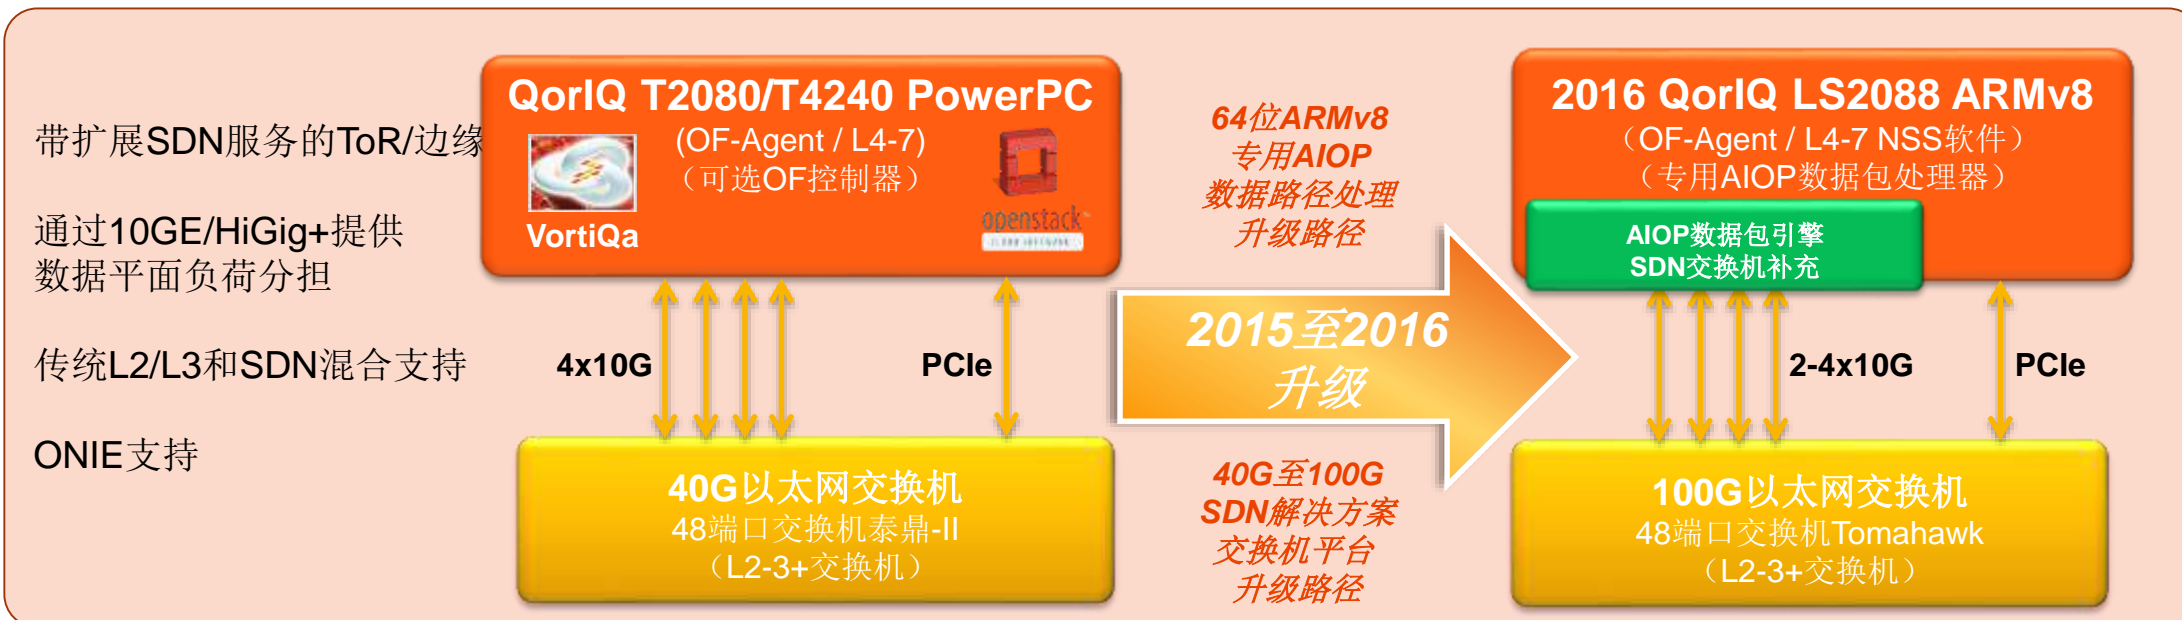 带扩展SDN服务的ToR/边缘
通过10GE/HiGig+提供
数据平面负荷分担
传统L2/L3和SDN混合支持
ONIE支持
QorIQ T2080/T4240 PowerPC
(OF-Agent / L4-7)
（可选OF控制器）
VortiQa
openstack
4x10G
PCIe
40G以太网交换机
48端口交换机泰鼎-II
（L2-3+交换机）
64位ARMv8
专用AIOP
数据路径处理
升级路径
2015至2016
升级
40G至100G
SDN解决方案
交换机平台
升级路径
2016 QorIQ LS2088 ARMv8
（OF-Agent / L4-7 NSS软件）
（专用AIOP数据包处理器）
AIOP数据包引擎
SDN交换机补充
2-4x10G
PCIe
100G以太网交换机
48端口交换机Tomahawk
（L2-3+交换机）